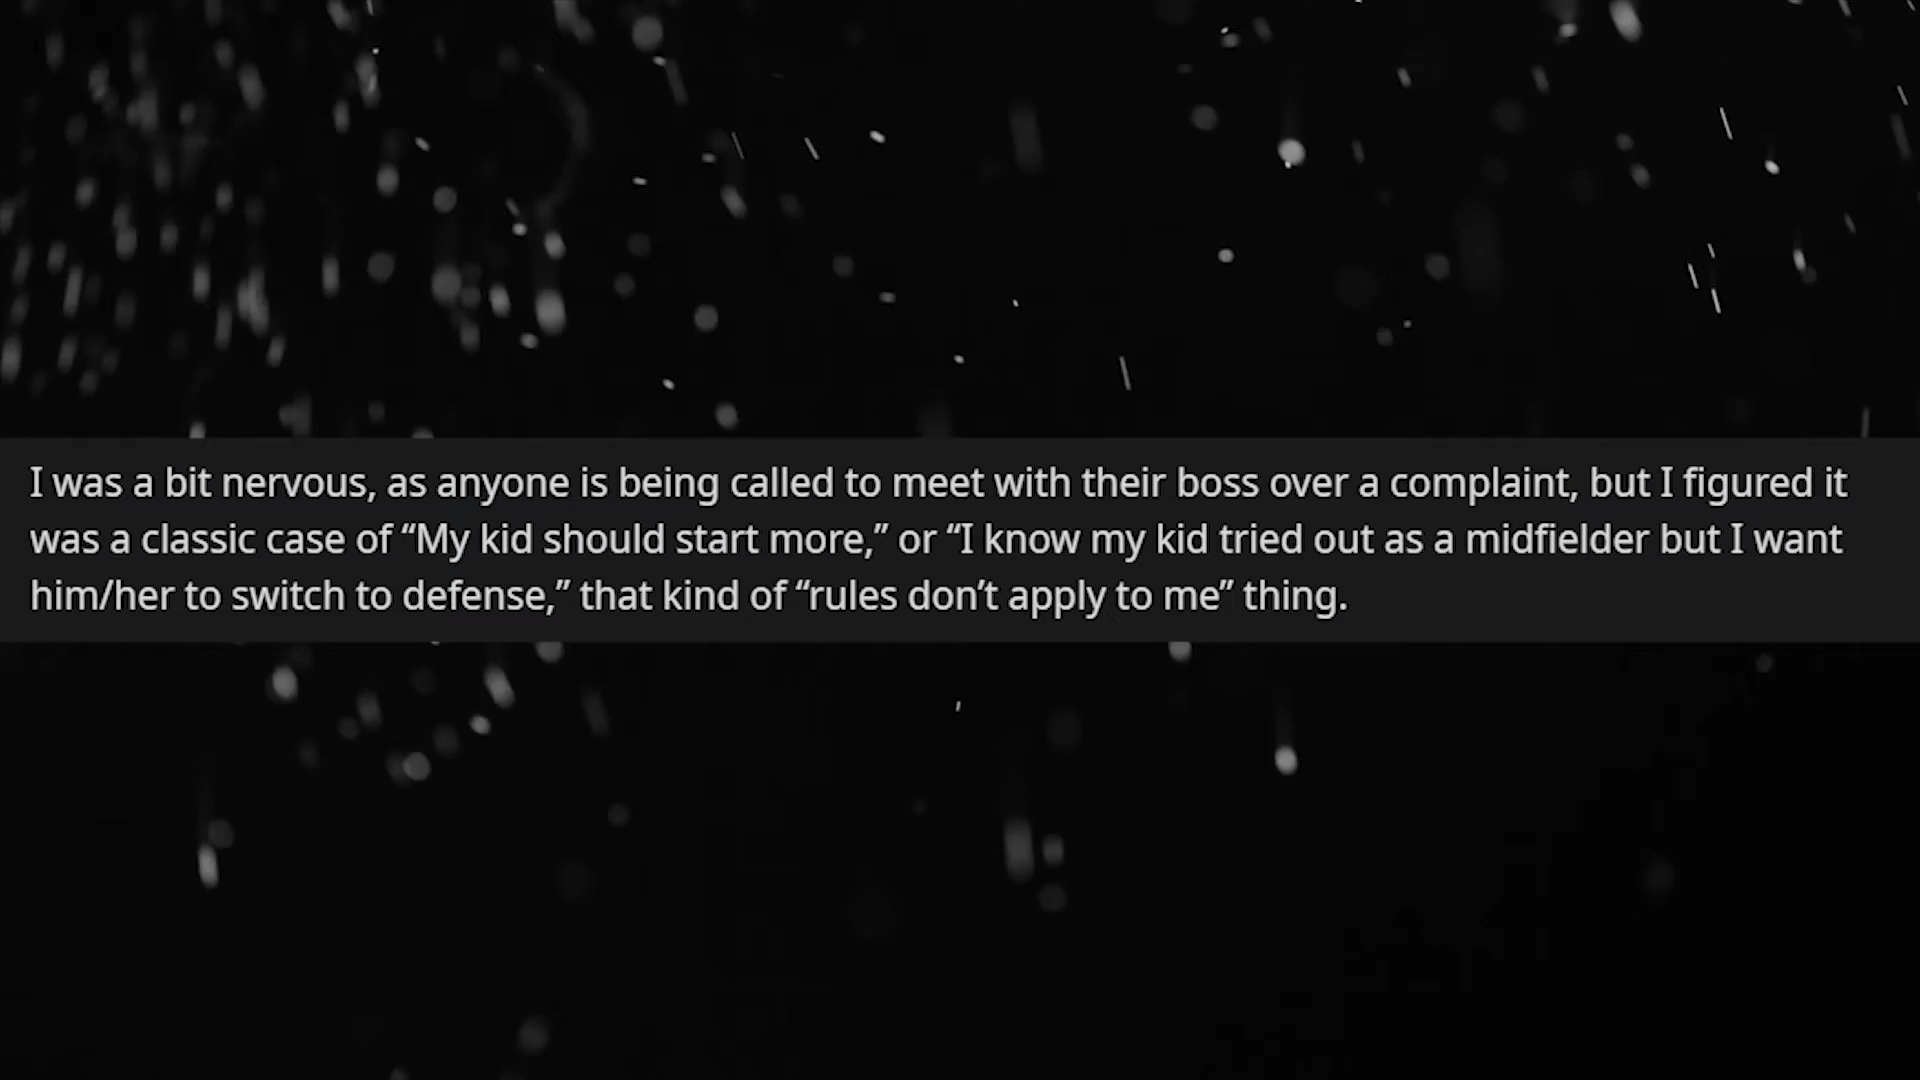 I was a bit nervous, as anyone is being called to meet with their boss over a complaint, but I figured it
was a classic case of “My kid should start more,” or “I know my kid tried out as a midfielder but I want
him/her to switch to defense,” that kind of “rules don’t apply to me” thing.